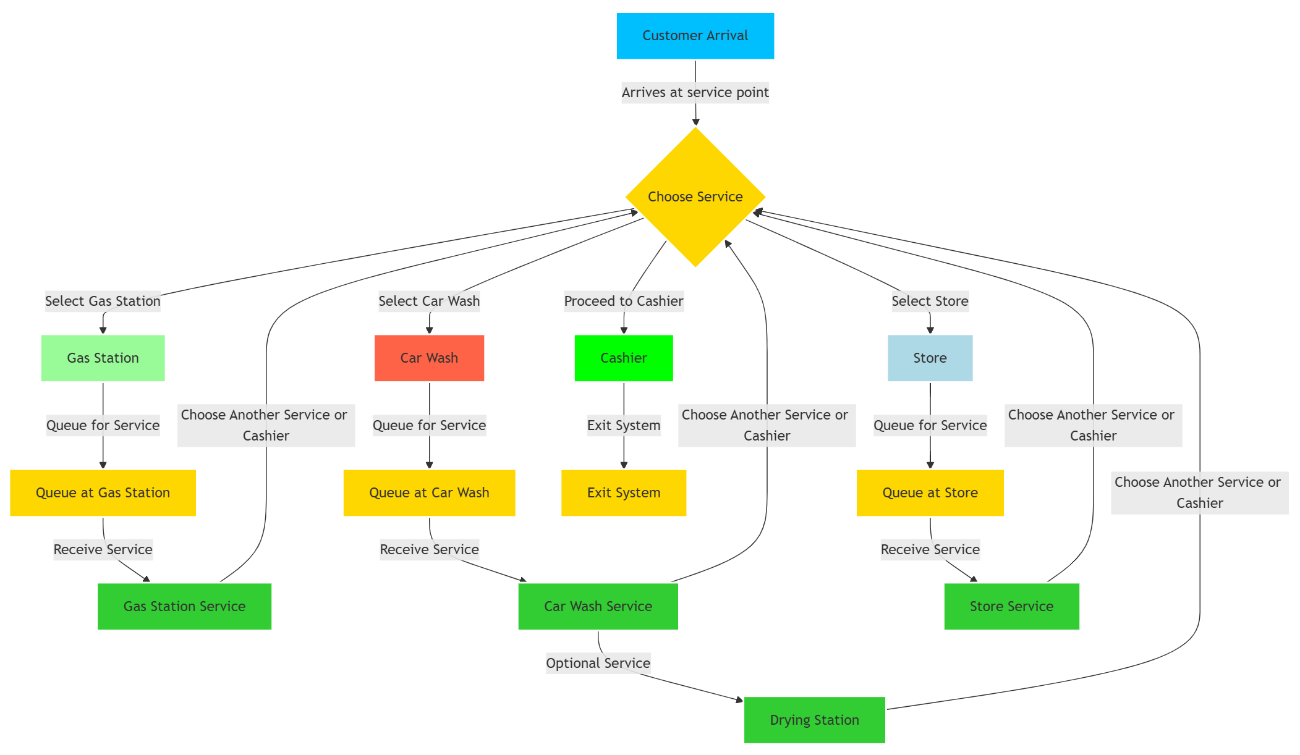 Customer Arrival
Arrives at service point
Choose Service
Select Gas Station
Select Car Wash
Proceed to Cashier
Select Store
Gas Station
Car Wash
Cashier
Store
Queue for Service
Choose Another Service or
Cashier
Queue for Service
Exit System
Choose Another Service or
Cashier
Queue for Service
Choose Another Service or
Cashier
Choose Another Service or
Cashier
Queue at Gas Station
Queue at Car Wash
Exit System
Queue at Store
Receive Service
Receive Service
Receive Service
Gas Station Service
Car Wash Service
Store Service
Optional Service
Drying Station